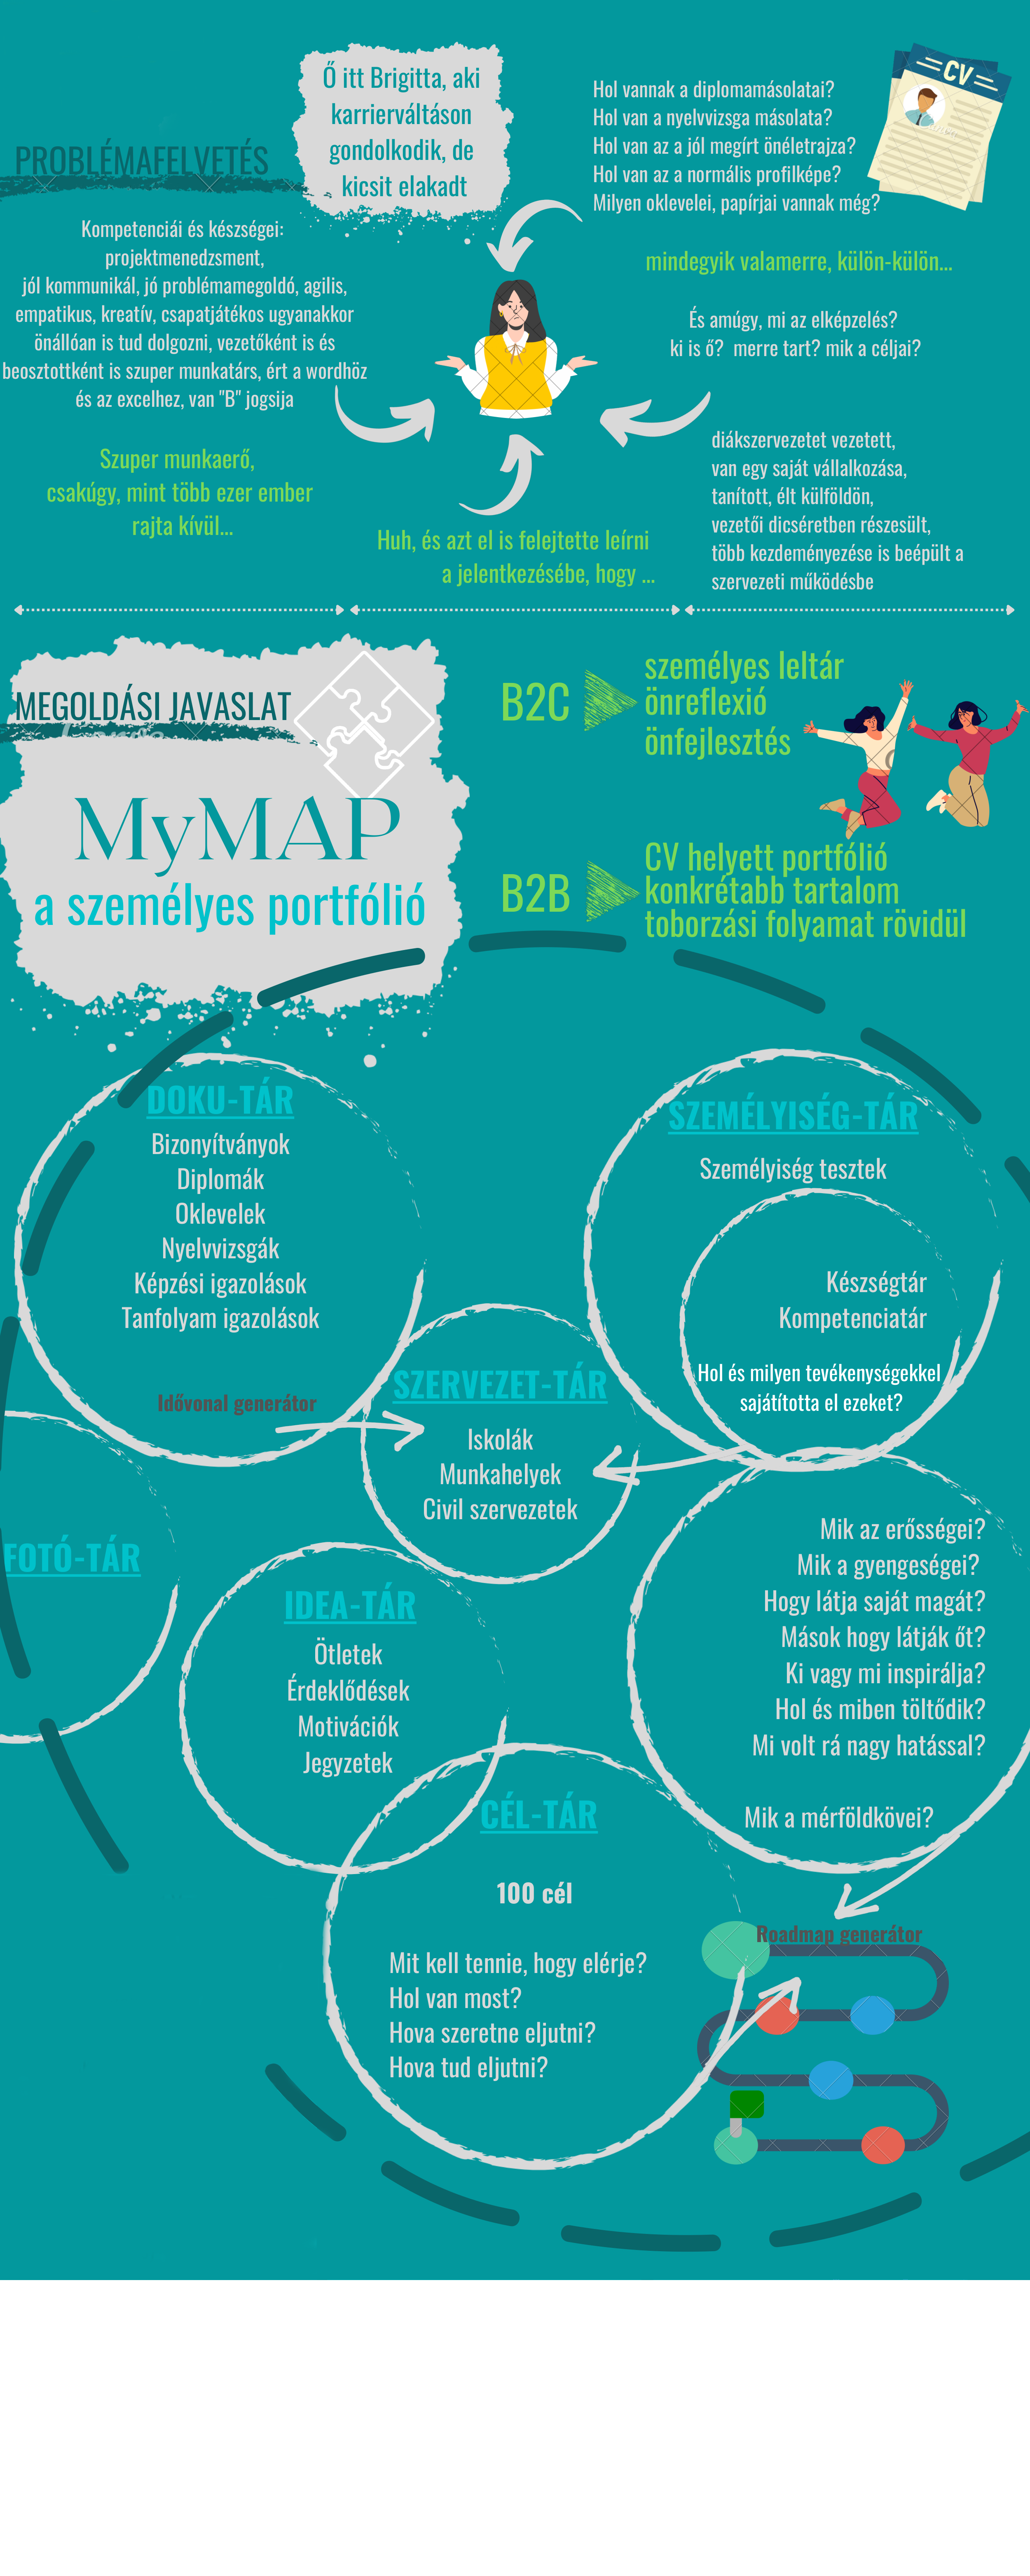 PROBLÉMAFELVETÉS
Ő itt Brigitta, aki
karrierváltáson
gondolkodik, de
kicsit elakadt
Hol vannak a diplomamásolatai?
Hol van a nyelvvizsga másolata?
Hol van az a jól megírt önéletrajza?
Hol van az a normális profilképe?
Milyen oklevelei, papírjai vannak még?
CV
mindegyik valamerre, külön-külön...
És amúgy, mi az elképzelés?
ki is ő? merre tart? mik a céljai?
Kompetenciái és készségei:
projektmenedzsment,
jól kommunikál, jó problémamegoldó, agilis,
empatikus, kreatív, csapatjátékos ugyanakkor
önállóan is tud dolgozni, vezetőként is és
beosztottként is szuper munkatárs, ért a wordhöz
és az excelhez, van "B" jogsija
Szuper munkaerő,
csakúgy, mint több ezer ember
rajta kívül...
Huh, és azt el is felejtette leírni
a jelentkezésébe, hogy ...
diákszervezetet vezetett,
van egy saját vállalkozása,
tanított, élt külföldön,
vezetői dicséretben részesült,
több kezdeményezése is beépült a
szervezeti működésbe
MEGOLDÁSI JAVASLAT
MyMAP
a személyes portfólió
B2C
személyes leltár
önreflexió
önfejlesztés
B2B
CV helyett portfólió
konkrétabb tartalom
toborzási folyamat rövidül
DOKU-TÁR
Bizonyítványok
Diplomák
Oklevelek
Nyelvvizsgák
Képzési igazolások
Tanfolyam igazolások
Idővonal generátor
SZEMÉLYISÉG-TÁR
Személyiség tesztek
Készségtár
Kompetenciatár
Hol és milyen tevékenységekkel
sajátította el ezeket?
SZERVEZET-TÁR
Iskolák
Munkahelyek
Civil szervezetek
FOTÓ-TÁR
IDEA-TÁR
Ötletek
Érdeklődések
Motivációk
Jegyzetek
Mik az erősségei?
Mik a gyengeségei?
Hogy látja saját magát?
Mások hogy látják őt?
Ki vagy mi inspirálja?
Hol és miben töltődik?
Mi volt rá nagy hatással?
Mik a mérföldkövei?
CÉL-TÁR
100 cél
Mit kell tennie, hogy elérje?
Hol van most?
Hova szeretne eljutni?
Hova tud eljutni?
Roadmap generátor